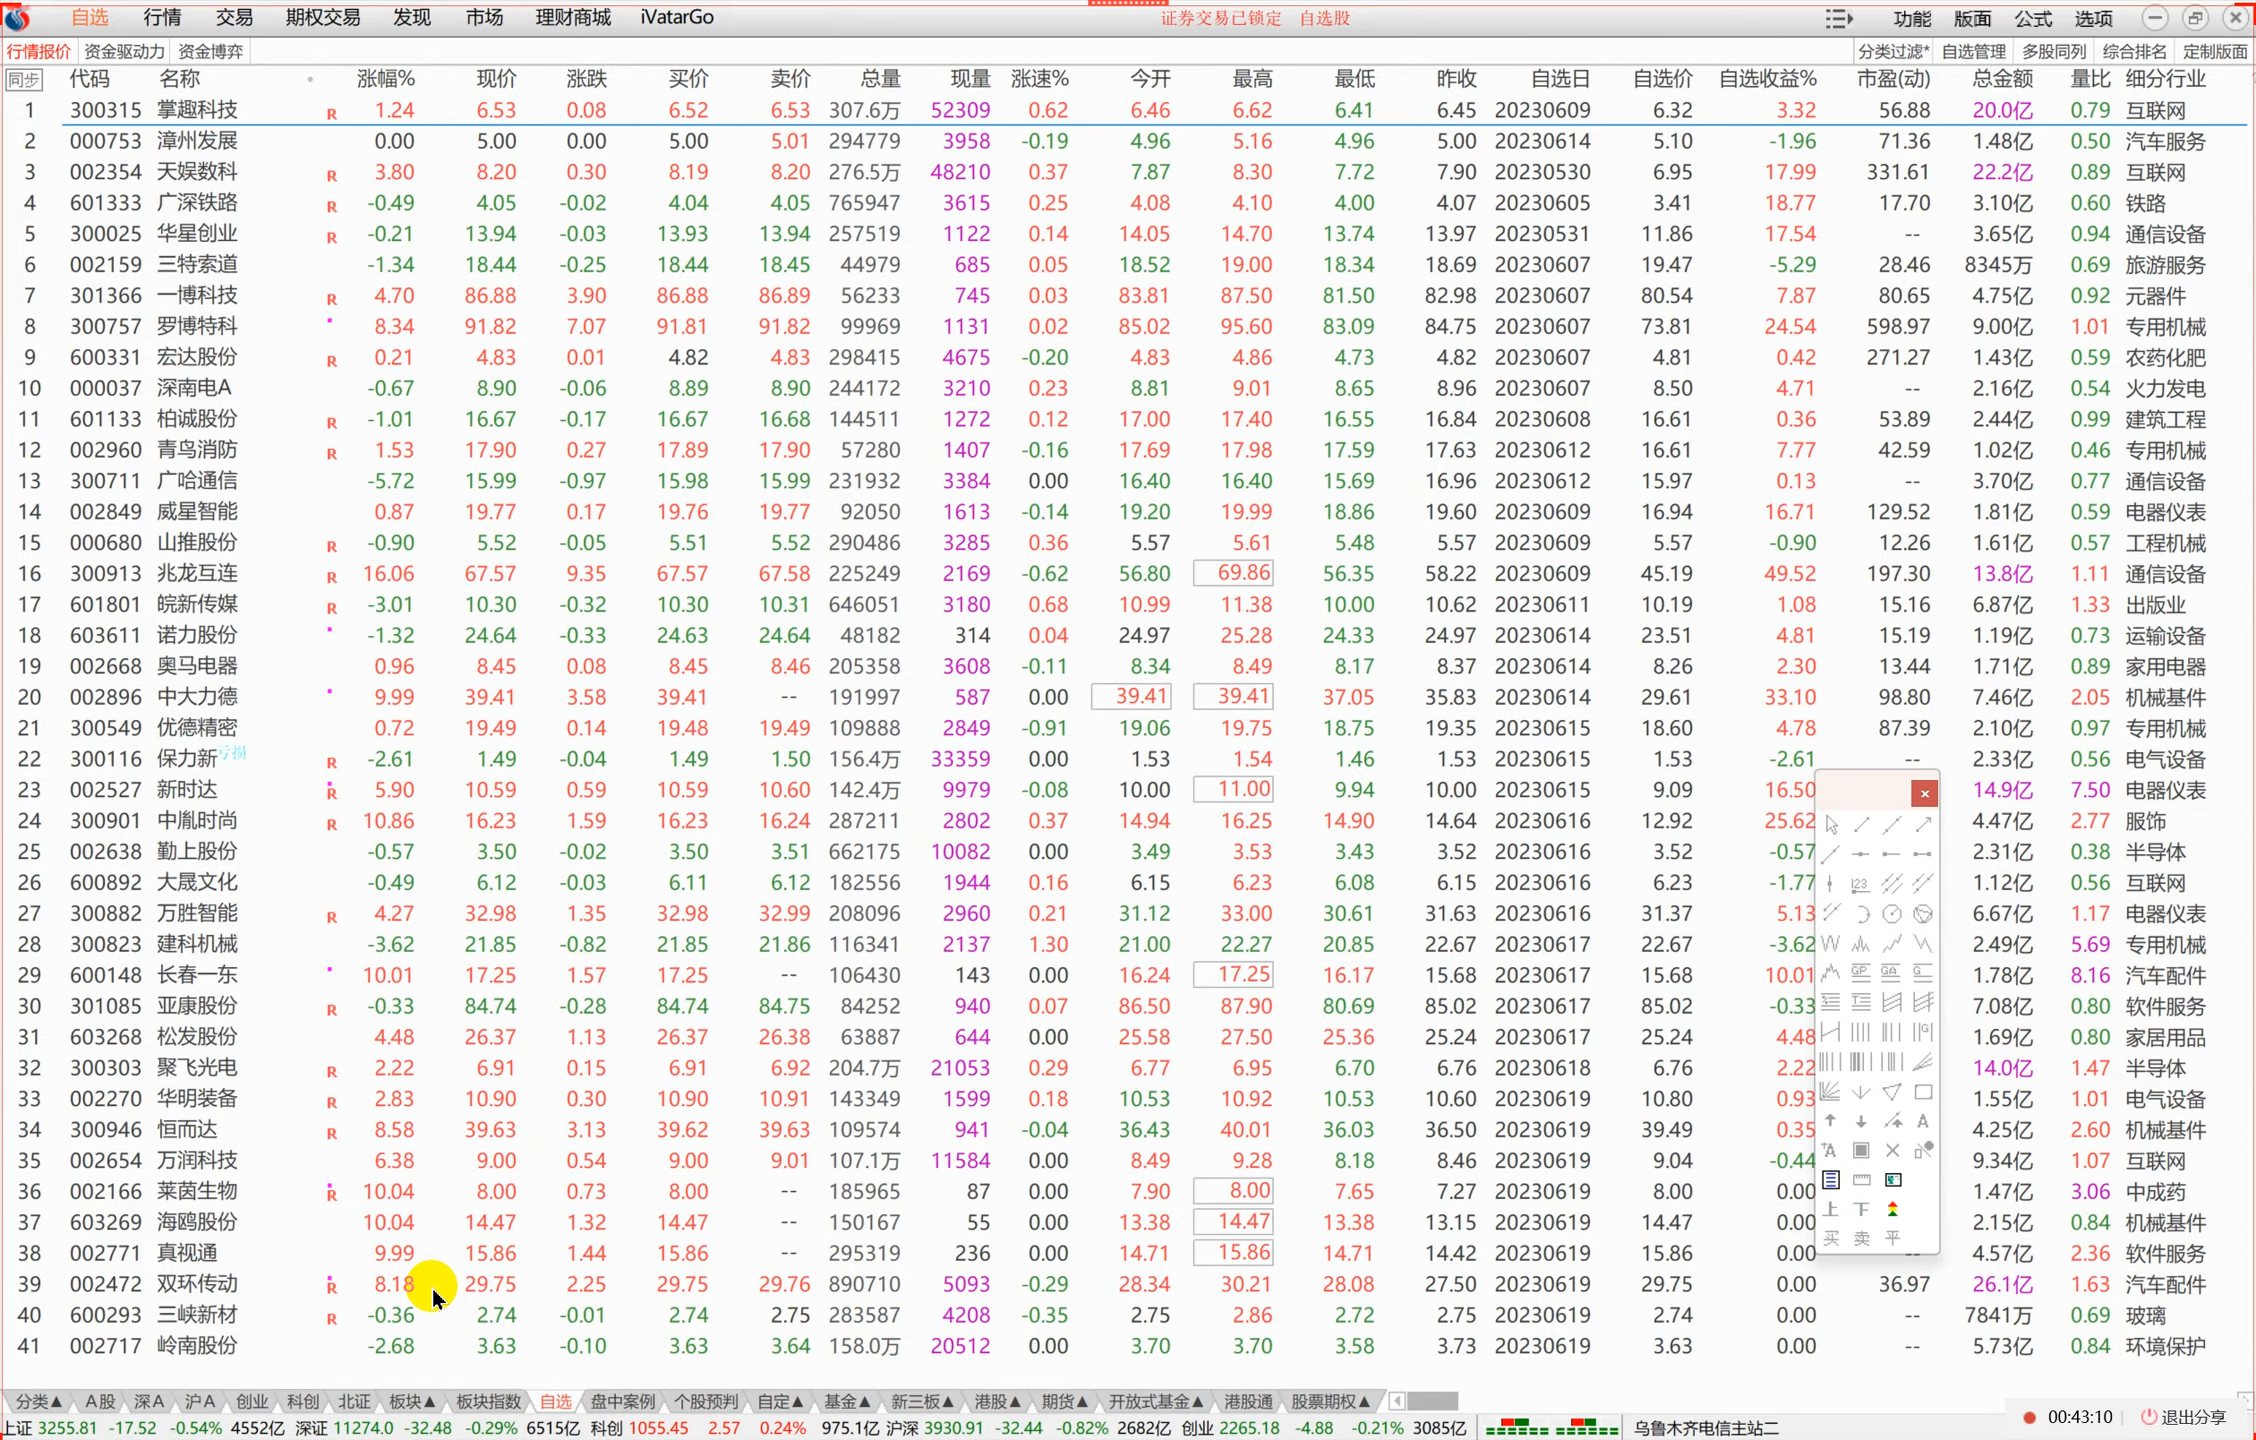 自选 行情 交易 期权交易 发现 市场 理财商城 iVatarGo 证券交易已锁定 自选股 功能 版面 公式 选项
行情报价 资金驱动力 资金博弈 分类过滤* 自选管理 多股同列 综合排名 定制版面
同步 代码 名称 涨幅% 现价 涨跌 买价 卖价 总量 现量 涨速% 今开 最高 最低 昨收 自选日 自选价 自选收益% 市盈(动) 总金额 量比 细分行业
1 300315 掌趣科技 R 1.24 6.53 0.08 6.52 6.53 307.6万 52309 0.62 6.46 6.62 6.41 6.45 20230609 6.32 3.32 56.88 20.0亿 0.79 互联网
2 000753 漳州发展 0.00 5.00 0.00 5.00 5.01 294779 3958 -0.19 4.96 5.16 4.96 5.00 20230614 5.10 -1.96 71.36 1.48亿 0.50 汽车服务
3 002354 天娱数科 R 3.80 8.20 0.30 8.19 8.20 276.5万 48210 0.37 7.87 8.30 7.72 7.90 20230530 6.95 17.99 331.61 22.2亿 0.89 互联网
4 601333 广深铁路 R -0.49 4.05 -0.02 4.04 4.05 765947 3615 0.25 4.08 4.10 4.00 4.07 20230605 3.41 18.77 17.70 3.10亿 0.60 铁路
5 300025 华星创业 R -0.21 13.94 -0.03 13.93 13.94 257519 1122 0.14 14.05 14.70 13.74 13.97 20230531 11.86 17.54 -- 3.65亿 0.94 通信设备
6 002159 三特索道 -1.34 18.44 -0.25 18.44 18.45 44979 685 0.05 18.52 19.00 18.34 18.69 20230607 19.47 -5.29 28.46 8345万 0.69 旅游服务
7 301366 一博科技 R 4.70 86.88 3.90 86.88 86.89 56233 745 0.03 83.81 87.50 81.50 82.98 20230607 80.54 7.87 80.65 4.75亿 0.92 元器件
8 300757 罗博特科 8.34 91.82 7.07 91.81 91.82 99969 1131 0.02 85.02 95.60 83.09 84.75 20230607 73.81 24.54 598.97 9.00亿 1.01 专用机械
9 600331 宏达股份 R 0.21 4.83 0.01 4.82 4.83 298415 4675 -0.20 4.83 4.86 4.73 4.82 20230607 4.81 0.42 271.27 1.43亿 0.59 农药化肥
10 000037 深南电A -0.67 8.90 -0.06 8.89 8.90 244172 3210 0.23 8.81 9.01 8.65 8.96 20230607 8.50 4.71 -- 2.16亿 0.54 火力发电
11 601133 柏诚股份 R -1.01 16.67 -0.17 16.67 16.68 144511 1272 0.12 17.00 17.40 16.55 16.84 20230608 16.61 0.36 53.89 2.44亿 0.99 建筑工程
12 002960 青鸟消防 R 1.53 17.90 0.27 17.89 17.90 57280 1407 -0.16 17.69 17.98 17.59 17.63 20230612 16.61 7.77 42.59 1.02亿 0.46 专用机械
13 300711 广哈通信 -5.72 15.99 -0.97 15.98 15.99 231932 3384 0.00 16.40 16.40 15.69 16.96 20230612 15.97 0.13 -- 3.70亿 0.77 通信设备
14 002849 威星智能 0.87 19.77 0.17 19.76 19.77 92050 1613 -0.14 19.20 19.99 18.86 19.60 20230609 16.94 16.71 129.52 1.81亿 0.59 电器仪表
15 000680 山推股份 R -0.90 5.52 -0.05 5.51 5.52 290486 3285 0.36 5.57 5.61 5.48 5.57 20230609 5.57 -0.90 12.26 1.61亿 0.57 工程机械
16 300913 兆龙互连 R 16.06 67.57 9.35 67.57 67.58 225249 2169 -0.62 56.80 69.86 56.35 58.22 20230609 45.19 49.52 197.30 13.8亿 1.11 通信设备
17 601801 皖新传媒 R -3.01 10.30 -0.32 10.30 10.31 646051 3180 0.68 10.99 11.38 10.00 10.62 20230611 10.19 1.08 15.16 6.87亿 1.33 出版业
18 603611 诺力股份 -1.32 24.64 -0.33 24.63 24.64 48182 314 0.04 24.97 25.28 24.33 24.97 20230614 23.51 4.81 15.19 1.19亿 0.73 运输设备
19 002668 奥马电器 0.96 8.45 0.08 8.45 8.46 205358 3608 -0.11 8.34 8.49 8.17 8.37 20230614 8.26 2.30 13.44 1.71亿 0.89 家用电器
20 002896 中大力德 9.99 39.41 3.58 39.41 -- 191997 587 0.00 39.41 39.41 37.05 35.83 20230614 29.61 33.10 98.80 7.46亿 2.05 机械基件
21 300549 优德精密 0.72 19.49 0.14 19.48 19.49 109888 2849 -0.91 19.06 19.75 18.75 19.35 20230615 18.60 4.78 87.39 2.10亿 0.97 专用机械
22 300116 保力新 亏损 R -2.61 1.49 -0.04 1.49 1.50 156.4万 33359 0.00 1.53 1.54 1.46 1.53 20230615 1.53 -2.61 -- 2.33亿 0.56 电气设备
23 002527 新时达 R 5.90 10.59 0.59 10.59 10.60 142.4万 9979 -0.08 10.00 11.00 9.94 10.00 20230615 9.09 16.50 14.9亿 7.50 电器仪表
24 300901 中胤时尚 R 10.86 16.23 1.59 16.23 16.24 287211 2802 0.37 14.94 16.25 14.90 14.64 20230616 12.92 25.62 4.47亿 2.77 服饰
25 002638 勤上股份 -0.57 3.50 -0.02 3.50 3.51 662175 10082 0.00 3.49 3.53 3.43 3.52 20230616 3.52 -0.57 2.31亿 0.38 半导体
26 600892 大晟文化 -0.49 6.12 -0.03 6.11 6.12 182556 1944 0.16 6.15 6.23 6.08 6.15 20230616 6.23 -1.77 1.12亿 0.56 互联网
27 300882 万胜智能 R 4.27 32.98 1.35 32.98 32.99 208096 2960 0.21 31.12 33.00 30.61 31.63 20230616 31.37 5.13 6.67亿 1.17 电器仪表
28 300823 建科机械 -3.62 21.85 -0.82 21.85 21.86 116341 2137 1.30 21.00 22.27 20.85 22.67 20230616 22.67 -3.62 2.49亿 5.69 专用机械
29 600148 长春一东 10.01 17.25 1.57 17.25 -- 106430 143 0.00 16.24 17.25 16.17 15.68 20230617 15.68 10.01 1.78亿 8.16 汽车配件
30 301085 亚康股份 R -0.33 84.74 -0.28 84.74 84.75 84252 940 0.07 86.50 87.90 80.69 85.02 20230617 85.02 -0.33 7.08亿 0.80 软件服务
31 603268 松发股份 4.48 26.37 1.13 26.37 26.38 63887 644 0.00 25.58 27.50 25.36 25.24 20230617 25.24 4.48 1.69亿 0.80 家居用品
32 300303 聚飞光电 R 2.22 6.91 0.15 6.91 6.92 204.7万 21053 0.29 6.77 6.95 6.70 6.76 20230618 6.76 2.22 14.0亿 1.47 半导体
33 002270 华明装备 R 2.83 10.90 0.30 10.90 10.91 143349 1599 0.18 10.53 10.92 10.53 10.60 20230619 10.80 0.93 1.55亿 1.01 电气设备
34 300946 恒而达 R 8.58 39.63 3.13 39.62 39.63 109574 941 -0.04 36.43 40.01 36.03 36.50 20230619 39.49 0.35 4.25亿 2.60 机械基件
35 002654 万润科技 6.38 9.00 0.54 9.00 9.01 107.1万 11584 0.00 8.49 9.28 8.18 8.46 20230619 9.04 -0.44 9.34亿 1.07 互联网
36 002166 莱茵生物 R 10.04 8.00 0.73 8.00 -- 185965 87 0.00 7.90 8.00 7.65 7.27 20230619 8.00 0.00 1.47亿 3.06 中成药
37 603269 海鸥股份 10.04 14.47 1.32 14.47 -- 150167 55 0.00 13.38 14.47 13.38 13.15 20230619 14.47 0.00 2.15亿 0.84 机械基件
38 002771 真视通 9.99 15.86 1.44 15.86 -- 295319 236 0.00 14.71 15.86 14.71 14.42 20230619 15.86 0.00 -- 4.57亿 2.36 软件服务
39 002472 双环传动 R 8.18 29.75 2.25 29.75 29.76 890710 5093 -0.29 28.34 30.21 28.08 27.50 20230619 29.75 0.00 36.97 26.1亿 1.63 汽车配件
40 600293 三峡新材 R -0.36 2.74 -0.01 2.74 2.75 283587 4208 -0.35 2.75 2.86 2.72 2.75 20230619 2.74 0.00 -- 7841万 0.69 玻璃
41 002717 岭南股份 -2.68 3.63 -0.10 3.63 3.64 158.0万 20512 0.00 3.70 3.70 3.58 3.73 20230619 3.63 0.00 -- 5.73亿 0.84 环境保护
上 下
买 卖 平
分类▲ A股 深A 沪A 创业 科创 北证 板块▲ 板块指数 自选 盘中案例 个股预判 自定▲ 基金▲ 新三板▲ 港股▲ 期货▲ 开放式基金▲ 港股通 股票期权▲
上证 3255.81 -17.52 -0.54% 4552亿 深证 11274.0 -32.48 -0.29% 6515亿 科创 1055.45 2.57 0.24% 975.1亿 沪深 3930.91 -32.44 -0.82% 2682亿 创业 2265.18 -4.88 -0.21% 3085亿 乌鲁木齐电信主站二
00:43:10 退出分享